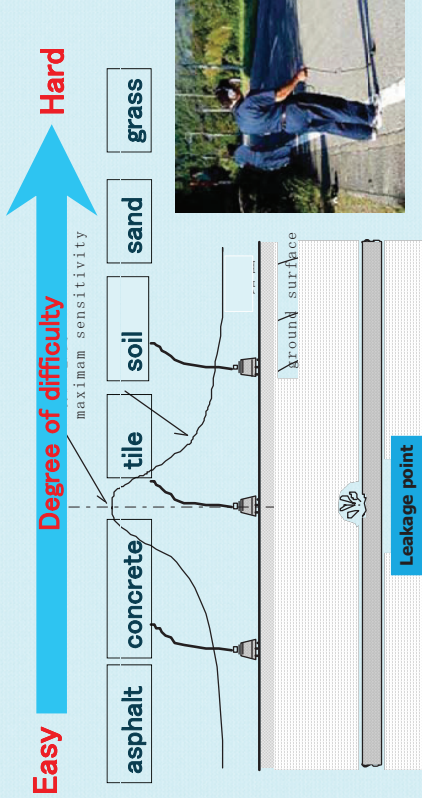 Easy
Degree of difficulty
Hard
asphalt
concrete
tile
soil
sand
grass
maximam sensitivity
ground surface
Leakage point